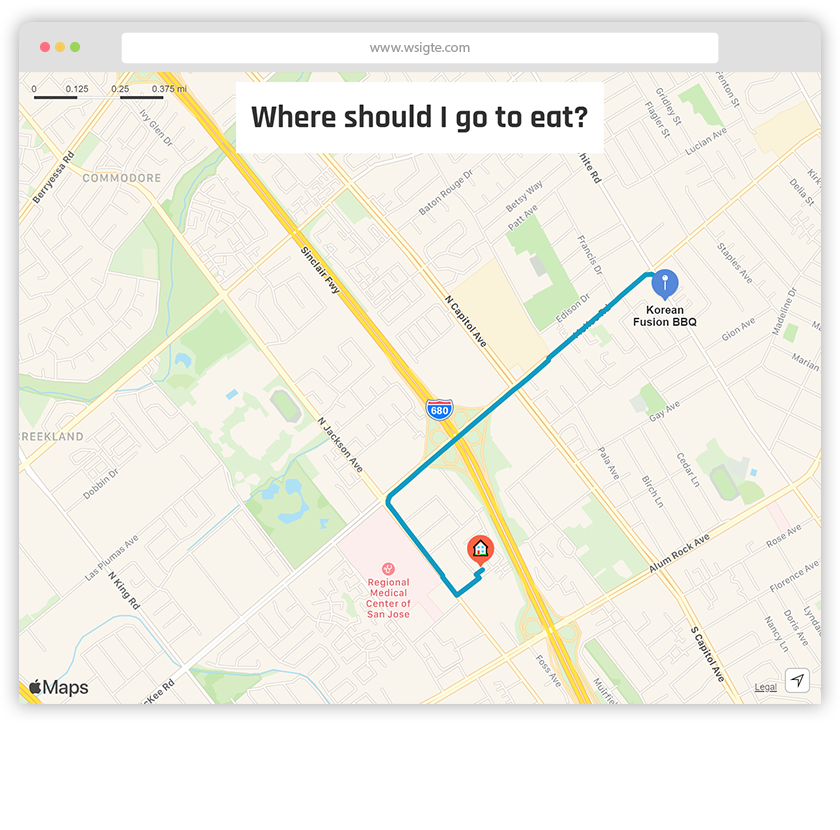 www.wsigte.com
0 0.125 0.25 0.375 mi
Where should I go to eat?
Ivy Glen Dr
Berryessa Rd
COMMODORE
Gridley St
Flagler St
Fenton St
Lucian Ave
White Rd
Kirk
Delia St
Baton Rouge Dr
Betsy Way
Patt Ave
Francis Dr
Staples Ave
Sinclair Fwy
N Capitol Ave
Edison Dr
Korean
Fusion BBQ
Madeline Dr
Gion Ave
Marian
680
Gay Ave
CREEKLAND
N Jackson Ave
Dobbin Dr
Pala Ave
Birch Ln
Cedar Ln
Las Plumas Ave
N King Rd
Alum Rock Ave
Rose Ave
Florence Ave
Regional
Medical
Center of
San Jose
Lynda
Doris Ave
Nancy Ln
S Capitol Ave
Foss Ave
Muirfi
McKee Rd
Maps
Legal